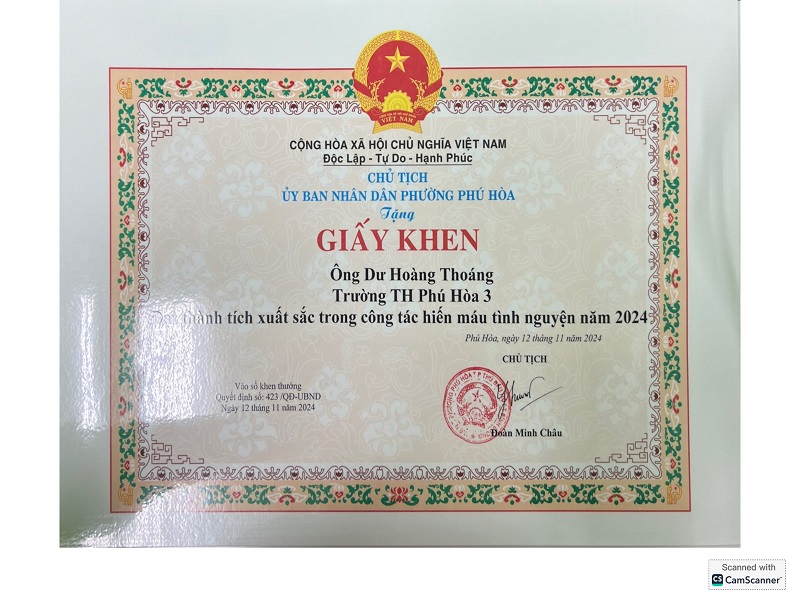 VIỆT NAM
CỘNG HÒA XÃ HỘI CHỦ NGHĨA VIỆT NAM
Độc Lập - Tự Do - Hạnh Phúc
CHỦ TỊCH
ỦY BAN NHÂN DÂN PHƯỜNG PHÚ HÒA
Tặng
GIẤY KHEN
Ông Dư Hoàng Thoáng
Trường TH Phú Hòa 3
thành tích xuất sắc trong công tác hiến máu tình nguyện năm 2024
Phú Hòa, ngày 12 tháng 11 năm 2024
CHỦ TỊCH
Vào sổ khen thưởng
Quyết định số: 423 /QĐ-UBND
Ngày 12 tháng 11 năm 2024
Đoàn Minh Châu
Scanned with
CS CamScanner